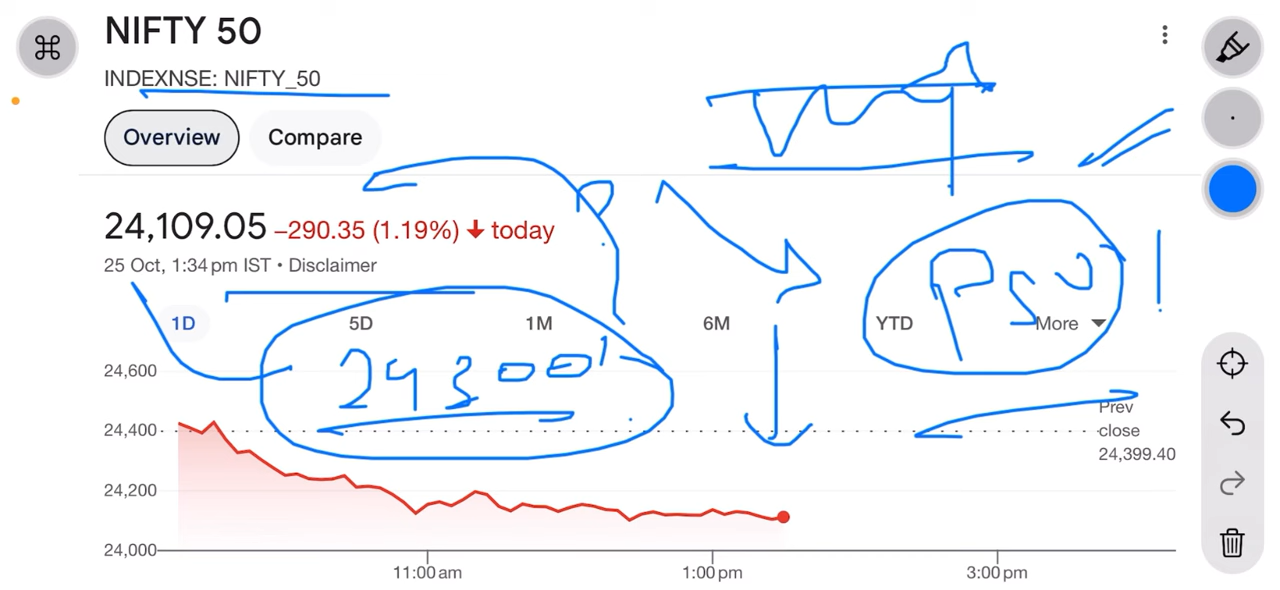 NIFTY 50
INDEXNSE: NIFTY_50
Overview Compare
24,109.05 -290.35 (1.19%) ↓ today
25 Oct, 1:34 pm IST • Disclaimer
1D 5D 1M 6M YTD More
PSU
24300
24,600
24,400
24,200
24,000
Prev
close
24,399.40
11:00 am 1:00 pm 3:00 pm